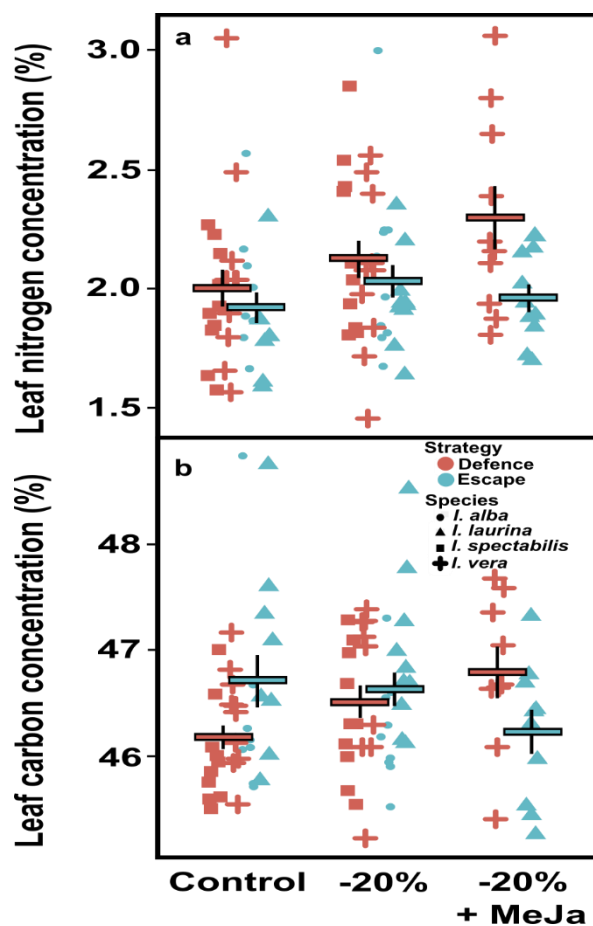 Leaf nitrogen concentration (%)
a
3.0
2.5
2.0
1.5
Leaf carbon concentration (%)
b
Strategy
Defence
Escape
Species
I. alba
I. laurina
I. spectabilis
I. vera
48
47
46
Control
-20%
-20%
+ MeJa